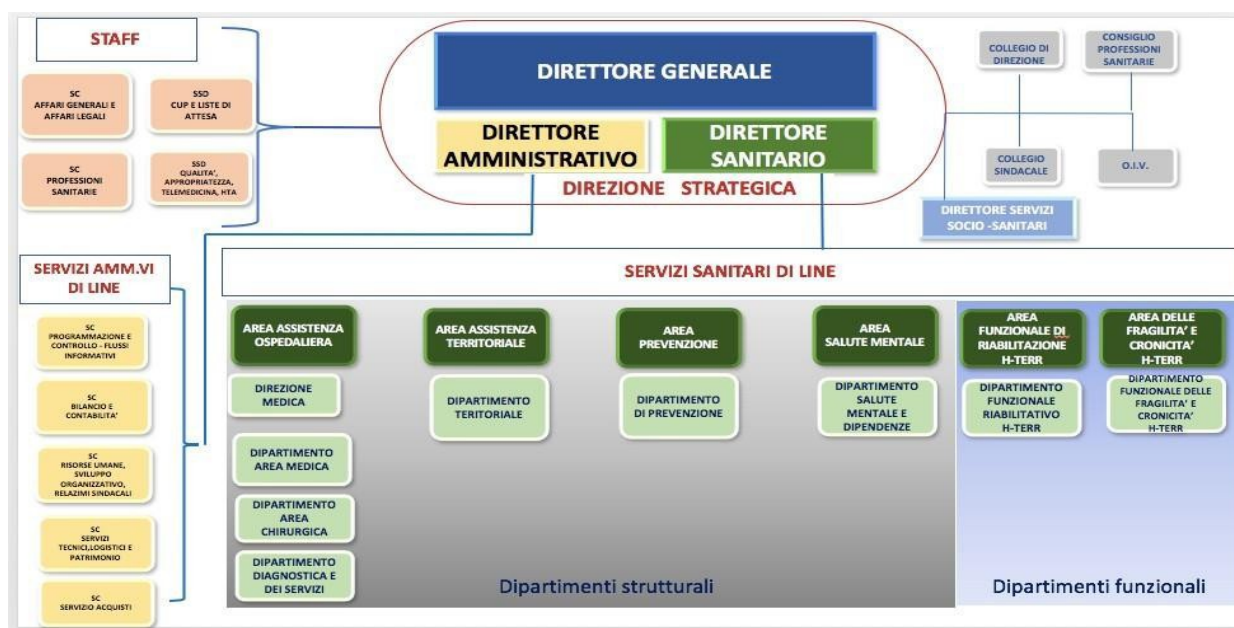 STAFF
SC
AFFARI GENERALI E
AFFARI LEGALI
SSD
CUP E LISTE DI
ATTESA
SC
PROFESSIONI
SANITARIE
SSD
QUALITA',
APPROPRIATEZZA,
TELEMEDICINA, HTA
DIRETTORE GENERALE
DIRETTORE
AMMINISTRATIVO
DIRETTORE
SANITARIO
DIREZIONE STRATEGICA
COLLEGIO DI
DIREZIONE
CONSIGLIO
PROFESSIONI
SANITARIE
COLLEGIO
SINDACALE
O.I.V.
DIRETTORE SERVIZI
SOCIO -SANITARI
SERVIZI AMM.VI
DI LINE
SC
PROGRAMMAZIONE E
CONTROLLO - FLUSSI
INFORMATIVI
SC
BILANCIO E
CONTABILITA'
SC
RISORSE UMANE,
SVILUPPO
ORGANIZZATIVO,
RELAZIMI SINDACALI
SC
SERVIZI
TECNICI,LOGISTICI E
PATRIMONIO
SC
SERVIZIO ACQUISTI
SERVIZI SANITARI DI LINE
AREA ASSISTENZA
OSPEDALIERA
DIREZIONE
MEDICA
DIPARTIMENTO
AREA MEDICA
DIPARTIMENTO
AREA
CHIRURGICA
DIPARTIMENTO
DIAGNOSTICA E
DEI SERVIZI
AREA ASSISTENZA
TERRITORIALE
DIPARTIMENTO
TERITORIALE
AREA
PREVENZIONE
DIPARTIMENTO
DI PREVENZIONE
AREA
SALUTE MENTALE
DIPARTIMENTO
SALUTE
MENTALE E
DIPENDENZE
AREA
FUNZIONALE DI
RIABILITAZIONE
H-TERR
DIPARTIMENTO
FUNZIONALE
RIABILITATIVO
H-TERR
AREA DELLE
FRAGILITA' E
CRONICITA'
H-TERR
DIPARTIMENTO
FUNZIONALE DELLE
FRAGILITA' E
CRONICITA'
H-TERR
Dipartimenti strutturali
Dipartimenti funzionali